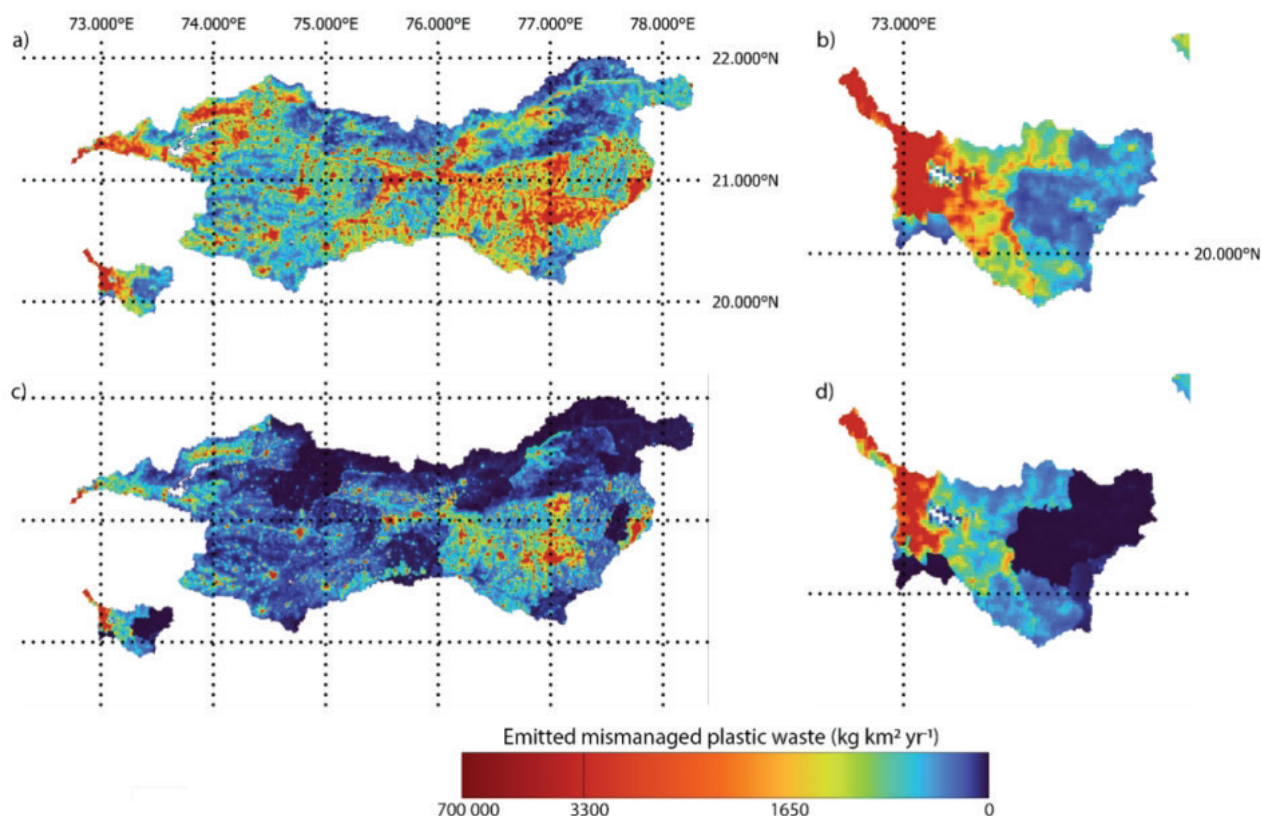 73.000°E 74.000°E 75.000°E 76.000°E 77.000°E 78.000°E
a)
22.000°N
21.000°N
20.000°N
b)
73.000°E
20.000°N
c)
d)
Emitted mismanaged plastic waste (kg km² yr⁻¹)
700 000 3300 1650 0